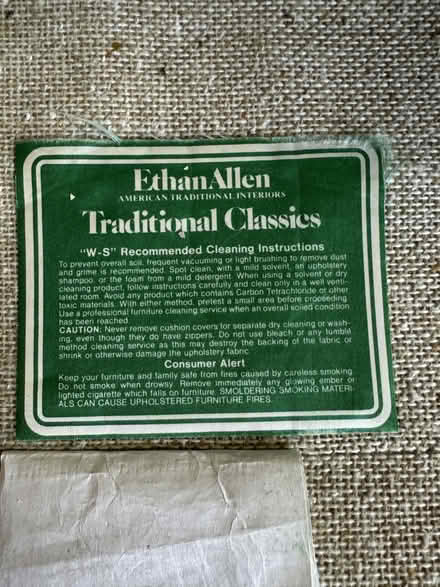 Ethan Allen
AMERICAN TRADITIONAL INTERIORS
Traditional Classics
"W-S" Recommended Cleaning Instructions
To prevent overall soil, frequent vacuuming or light brushing to remove dust
and grime is recommended. Spot clean, with a mild solvent, an upholstery
shampoo, or the foam from a mild detergent. When using a solvent or dry
cleaning product, follow instructions carefully and clean only in a well venti-
lated room. Avoid any product which contains Carbon Tetrachloride or other
toxic materials. With either method, pretest a small area before proceeding.
Use a professional furniture cleaning service when an overall soiled condition
has been reached.
CAUTION: Never remove cushion covers for separate dry cleaning or wash-
ing, even though they do have zippers. Do not use bleach or any tumble
method cleaning service as this may destroy the backing of the fabric or
shrink or otherwise damage the upholstery fabric.
Consumer Alert
Keep your furniture and family safe from fires caused by careless smoking.
Do not smoke when drowsy. Remove immediately any glowing ember or
lighted cigarette which falls on furniture. SMOLDERING SMOKING MATERI-
ALS CAN CAUSE UPHOLSTERED FURNITURE FIRES.